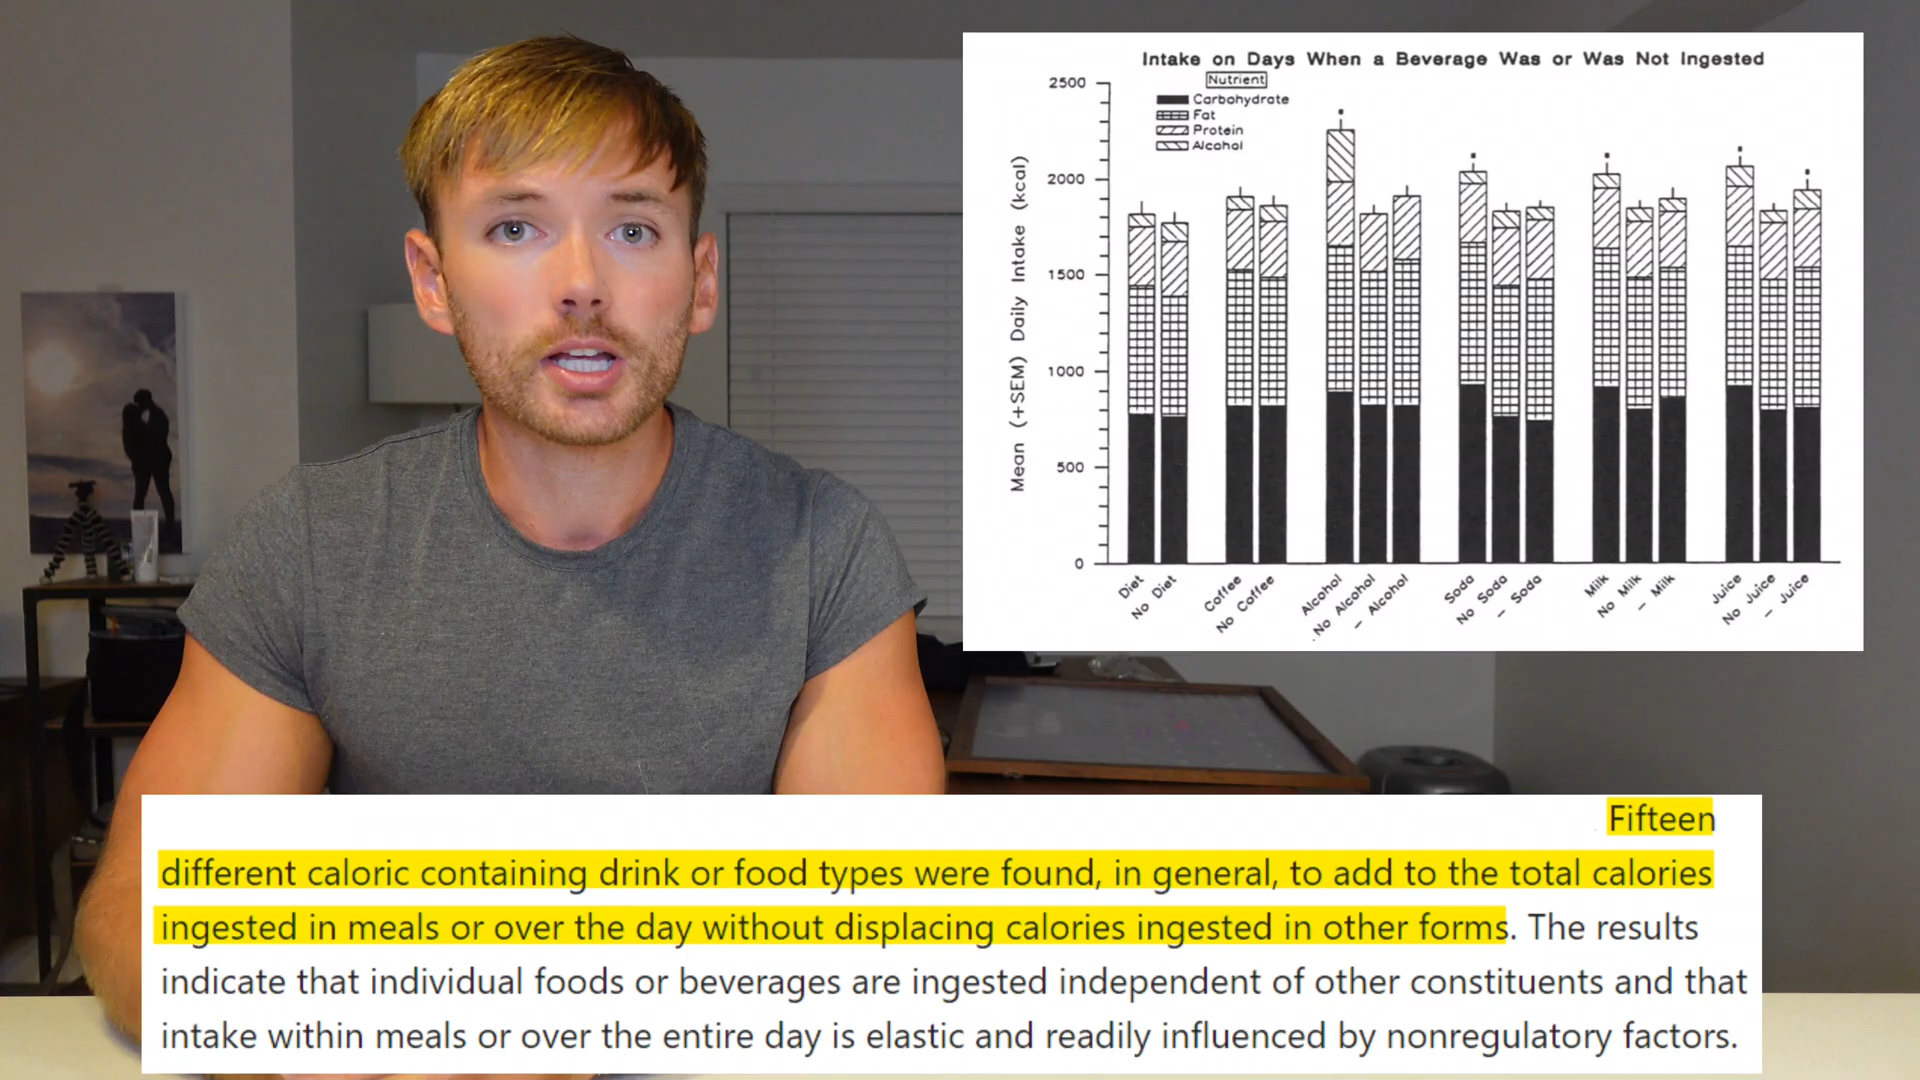 Intake on Days When a Beverage Was or Was Not Ingested
Nutrient
Carbohydrate
Fat
Protein
Alcohol
Mean (+SEM) Daily Intake (kcal)
2500
2000
1500
1000
500
0
Diet
No Diet
Coffee
No Coffee
Alcohol
No Alcohol
– Alcohol
Soda
No Soda
– Soda
Milk
No Milk
– Milk
Juice
No Juice
– Juice
Fifteen
different caloric containing drink or food types were found, in general, to add to the total calories
ingested in meals or over the day without displacing calories ingested in other forms. The results
indicate that individual foods or beverages are ingested independent of other constituents and that
intake within meals or over the entire day is elastic and readily influenced by nonregulatory factors.